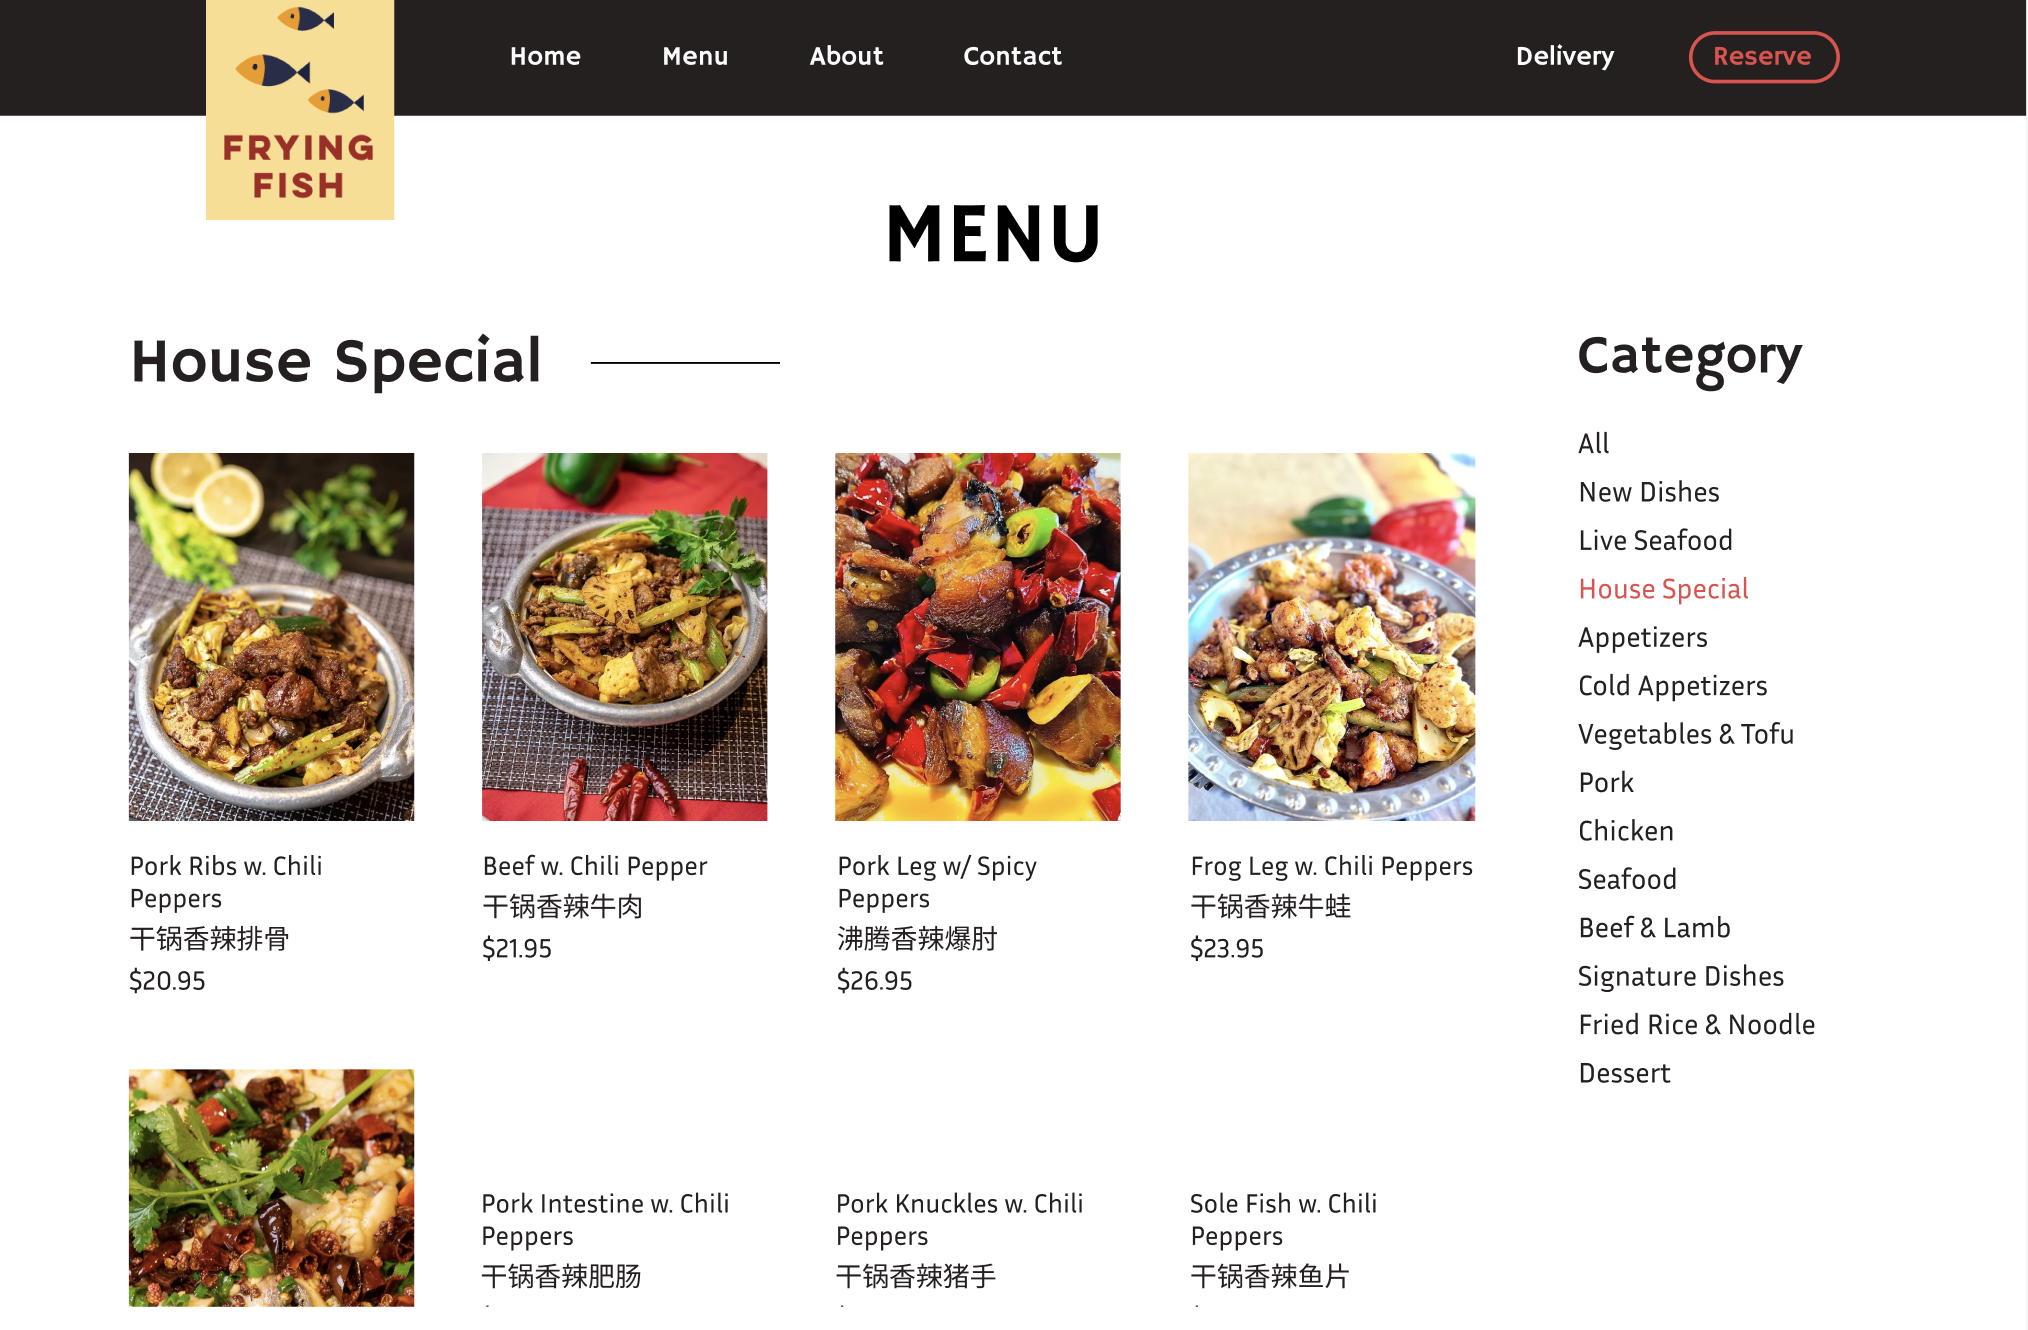 FRYING
FISH
Home
Menu
About
Contact
Delivery
Reserve
MENU
House Special
Pork Ribs w. Chili
Peppers
干锅香辣排骨
$20.95
Beef w. Chili Pepper
干锅香辣牛肉
$21.95
Pork Leg w/ Spicy
Peppers
沸腾香辣爆肘
$26.95
Frog Leg w. Chili Peppers
干锅香辣牛蛙
$23.95
Pork Intestine w. Chili
Peppers
干锅香辣肥肠
Pork Knuckles w. Chili
Peppers
干锅香辣猪手
Sole Fish w. Chili
Peppers
干锅香辣鱼片
Category
All
New Dishes
Live Seafood
House Special
Appetizers
Cold Appetizers
Vegetables & Tofu
Pork
Chicken
Seafood
Beef & Lamb
Signature Dishes
Fried Rice & Noodle
Dessert